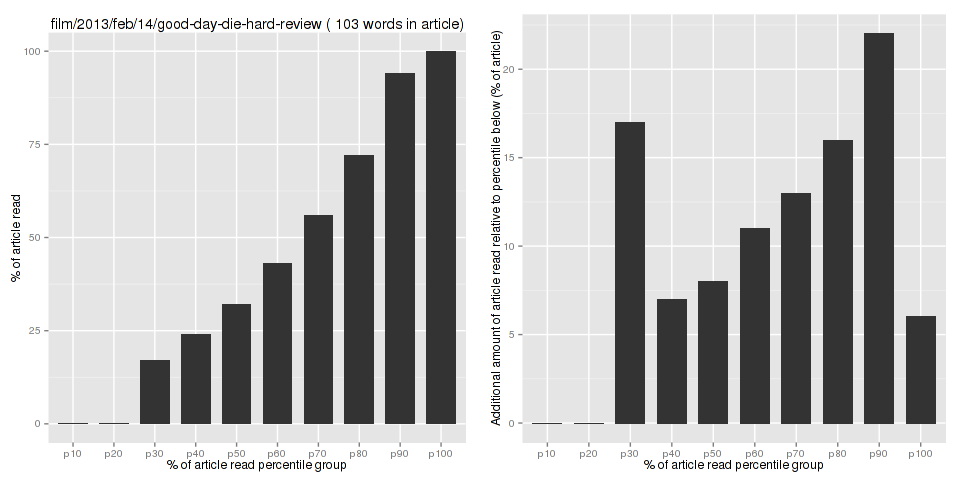 film/2013/feb/14/good-day-die-hard-review ( 103 words in article)
% of article read
100
75
50
25
0
p10 p20 p30 p40 p50 p60 p70 p80 p90 p100
% of article read percentile group
Additional amount of article read relative to percentile below (% of article)
20
15
10
5
0
p10 p20 p30 p40 p50 p60 p70 p80 p90 p100
% of article read percentile group